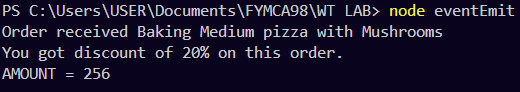 PS C:\Users\USER\Documents\FYMCA98\WT LAB> node eventEmit
Order received Baking Medium pizza with Mushrooms
You got discount of 20% on this order.
AMOUNT = 256